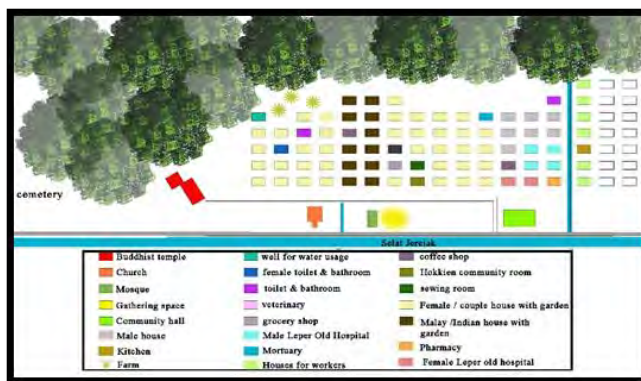 cemetery
Selat Jerejak
Buddhist temple
Church
Mosque
Gathering space
Community hall
Male house
Kitchen
Farm
well for water usage
female toilet & bathroom
toilet & bathroom
veterinary
grocery shop
Male Leper Old Hospital
Mortuary
Houses for workers
coffee shop
Hokkien community room
sewing room
Female / couple house with garden
Malay /Indian house with
garden
Pharmacy
Female Leper old hospital